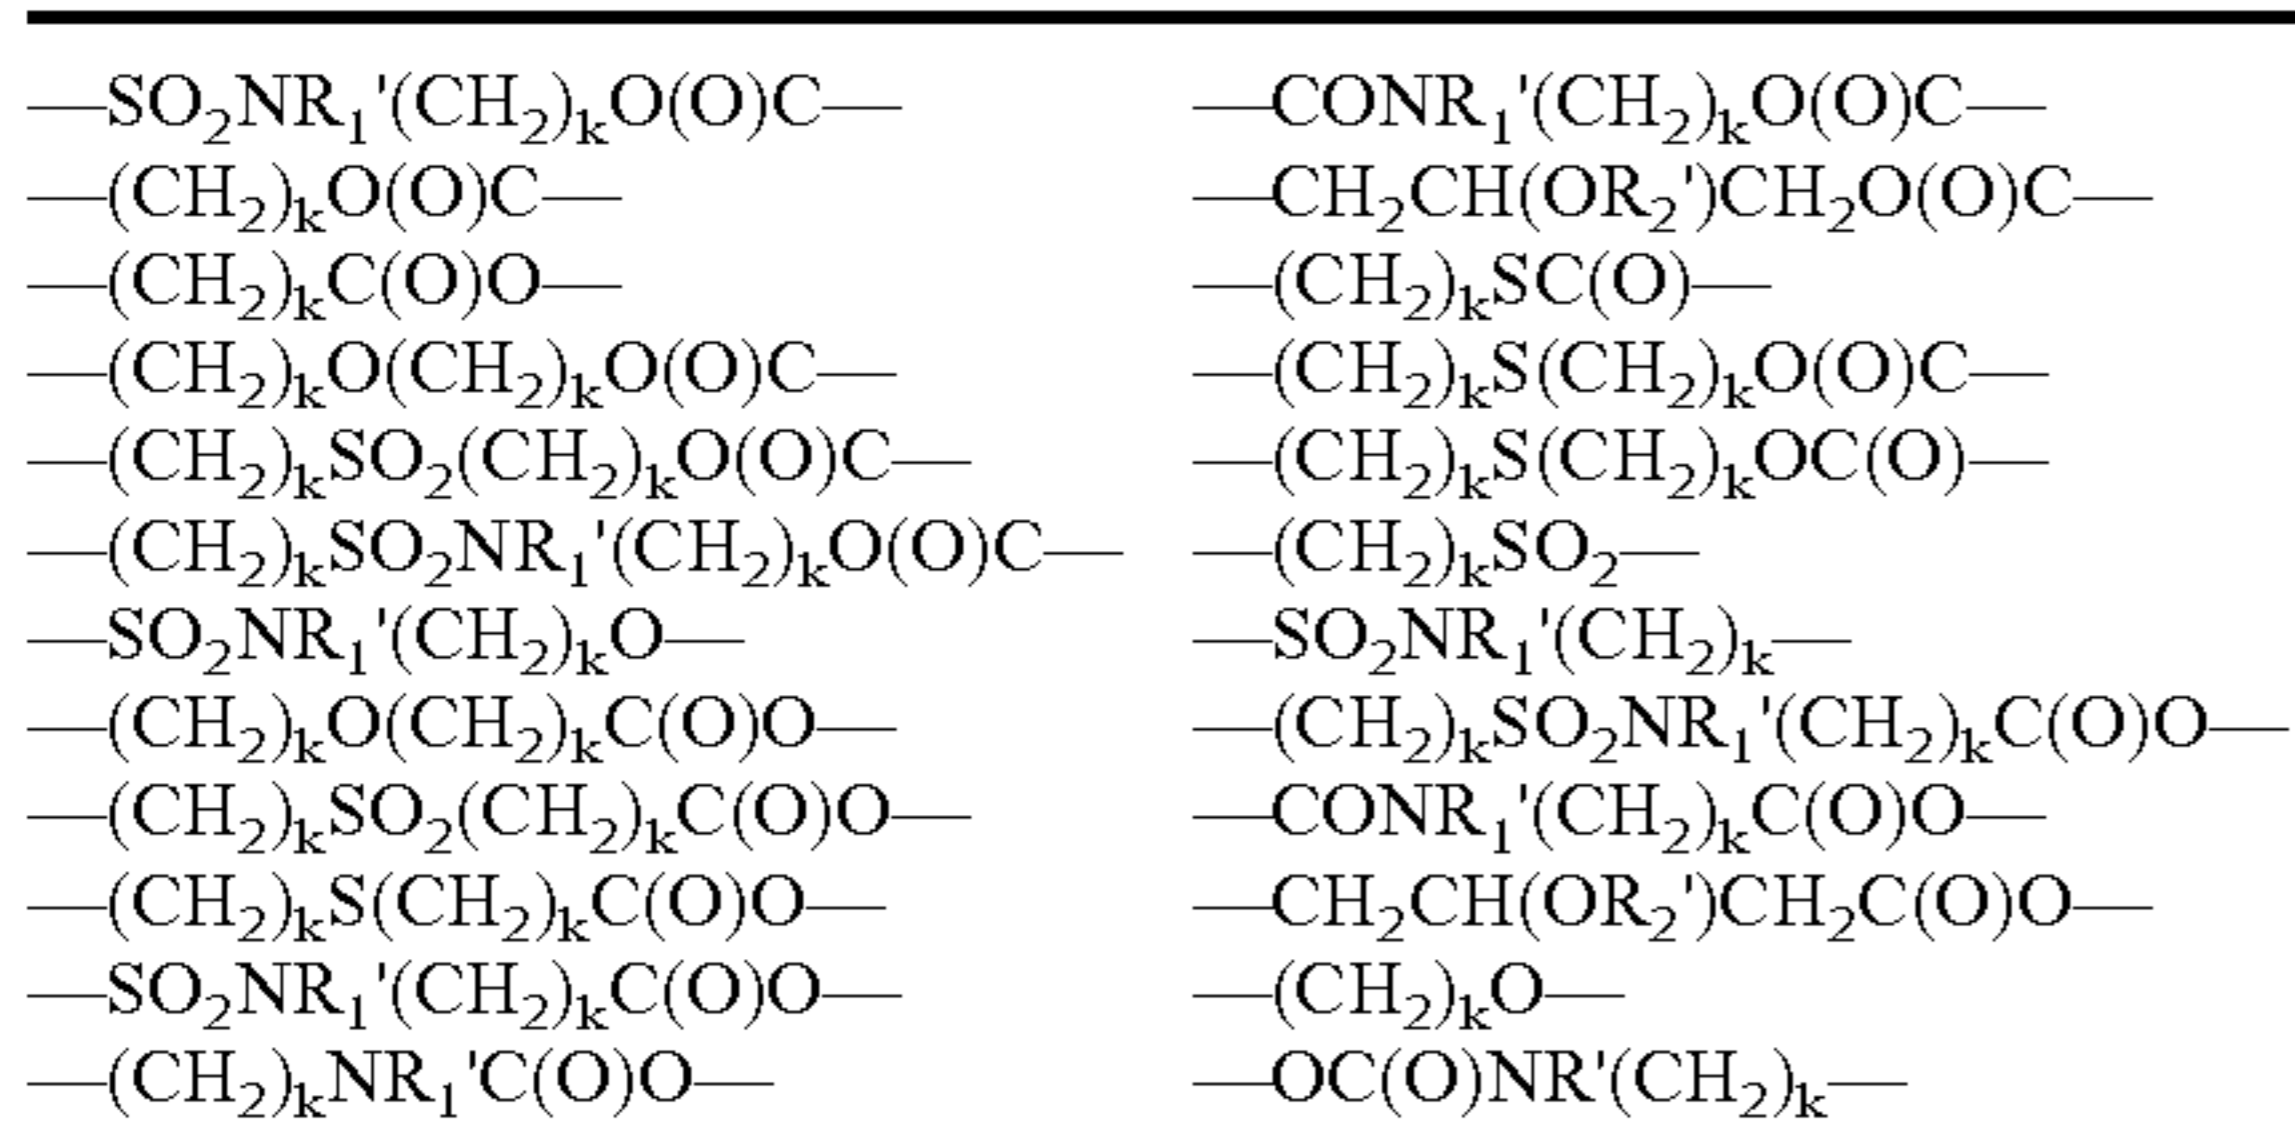 —SO₂NR₁'(CH₂)ₖO(O)C— —CONR₁'(CH₂)ₖO(O)C—
—(CH₂)ₖO(O)C— —CH₂CH(OR₂')CH₂O(O)C—
—(CH₂)ₖC(O)O— —(CH₂)ₖSC(O)—
—(CH₂)ₖO(CH₂)ₖO(O)C— —(CH₂)ₖS(CH₂)ₖO(O)C—
—(CH₂)ₖSO₂(CH₂)ₖO(O)C— —(CH₂)ₖS(CH₂)ₖOC(O)—
—(CH₂)ₖSO₂NR₁'(CH₂)ₖO(O)C— —(CH₂)ₖSO₂—
—SO₂NR₁'(CH₂)ₖO— —SO₂NR₁'(CH₂)ₖ—
—(CH₂)ₖO(CH₂)ₖC(O)O— —(CH₂)ₖSO₂NR₁'(CH₂)ₖC(O)O—
—(CH₂)ₖSO₂(CH₂)ₖC(O)O— —CONR₁'(CH₂)ₖC(O)O—
—(CH₂)ₖS(CH₂)ₖC(O)O— —CH₂CH(OR₂')CH₂C(O)O—
—SO₂NR₁'(CH₂)ₖC(O)O— —(CH₂)ₖO—
—(CH₂)ₖNR₁'C(O)O— —OC(O)NR'(CH₂)ₖ—